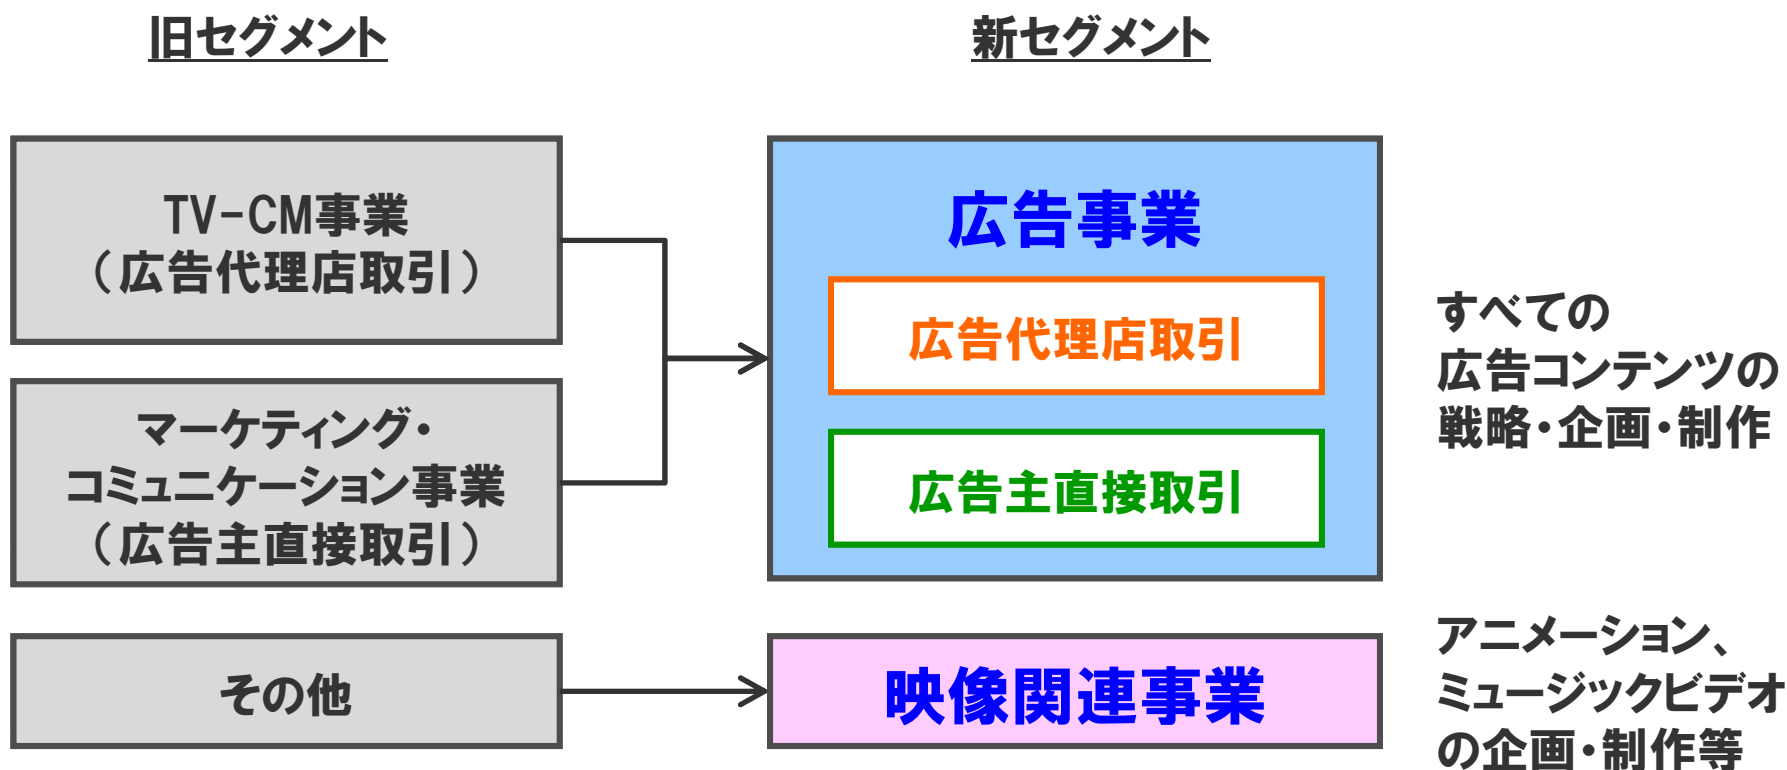 旧セグメント
新セグメント
TV-CM事業
（広告代理店取引）
マーケティング・
コミュニケーション事業
（広告主直接取引）
その他
広告事業
広告代理店取引
広告主直接取引
すべての
広告コンテンツの
戦略・企画・制作
映像関連事業
アニメーション、
ミュージックビデオ
の企画・制作等